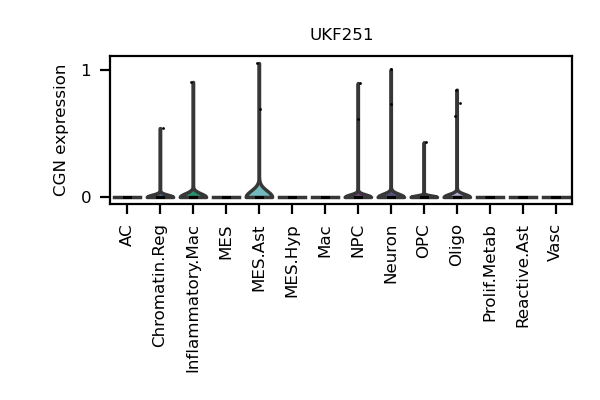 UKF251
CGN expression
1
0
AC
Chromatin.Reg
Inflammatory.Mac
MES
MES.Ast
MES.Hyp
Mac
NPC
Neuron
OPC
Oligo
Prolif.Metab
Reactive.Ast
Vasc